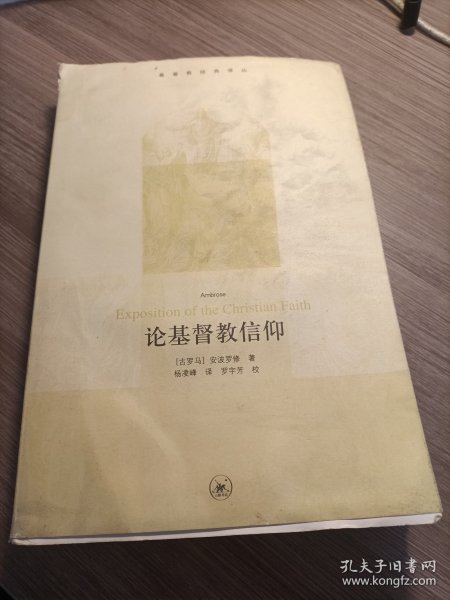 基督教经典译丛
Ambrose
Exposition of the Christian Faith
论基督教信仰
[古罗马] 安波罗修 著
杨凌峰 译 罗宇芳 校
孔夫子旧书网
www.kongfz.com